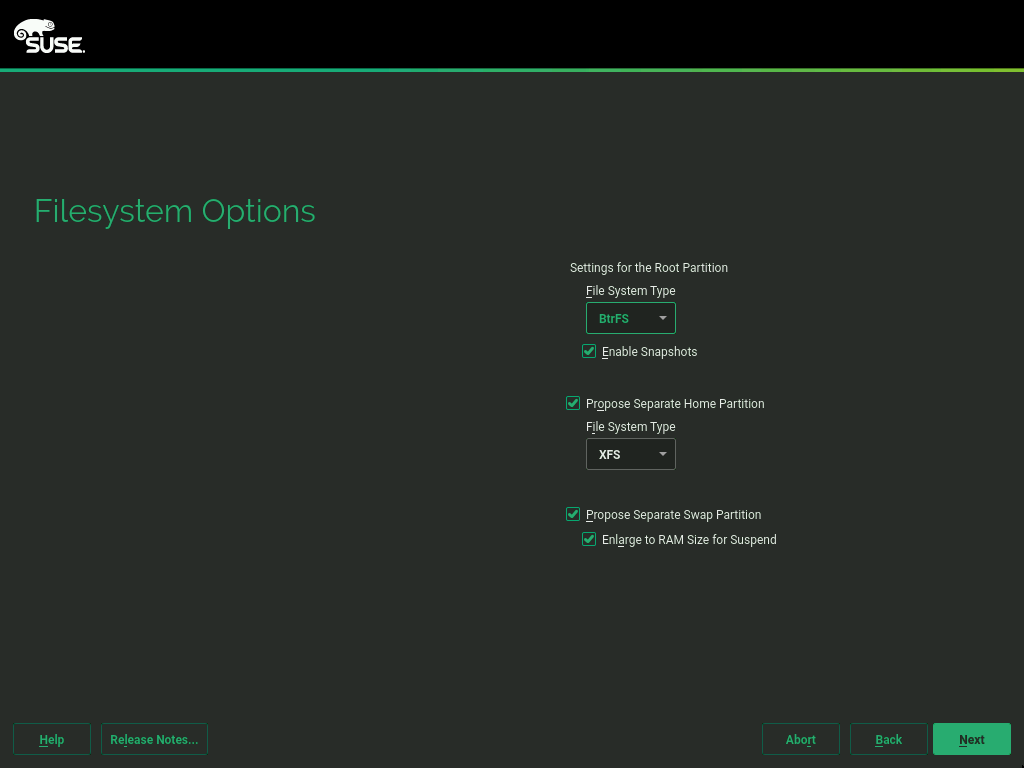 SUSE.
Filesystem Options
Settings for the Root Partition
File System Type
BtrFS
Enable Snapshots
Propose Separate Home Partition
File System Type
XFS
Propose Separate Swap Partition
Enlarge to RAM Size for Suspend
Help
Release Notes...
Abort
Back
Next